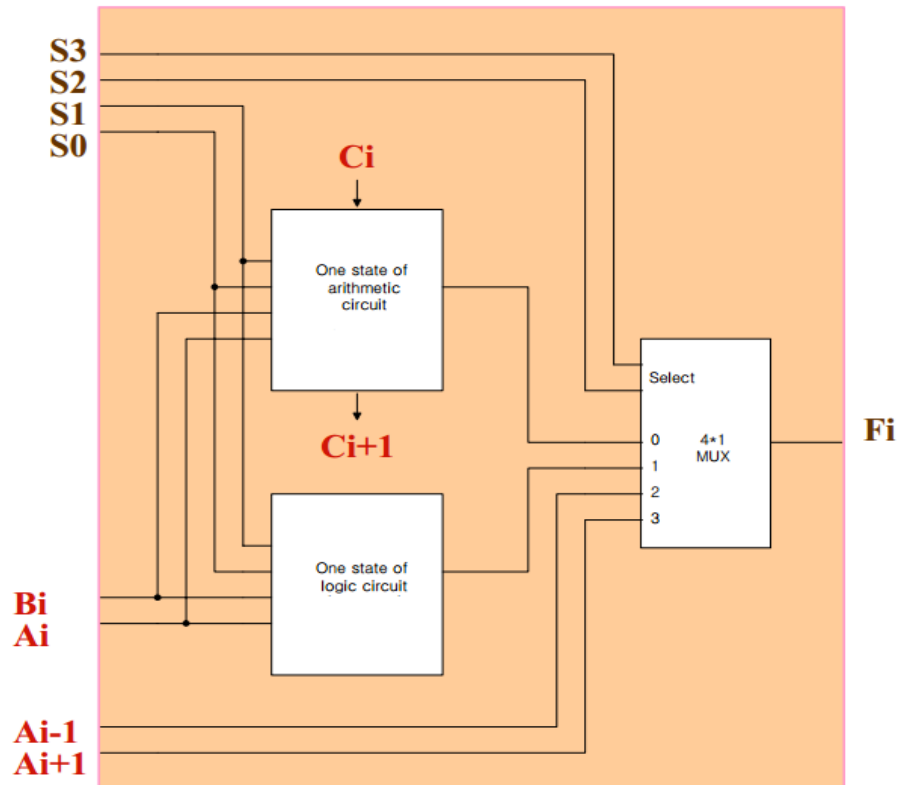 S3
S2
S1
S0
Ci
One state of
arithmetic
circuit
Ci+1
Select
0
4*1
MUX
1
2
3
Fi
One state of
logic circuit
Bi
Ai
Ai-1
Ai+1